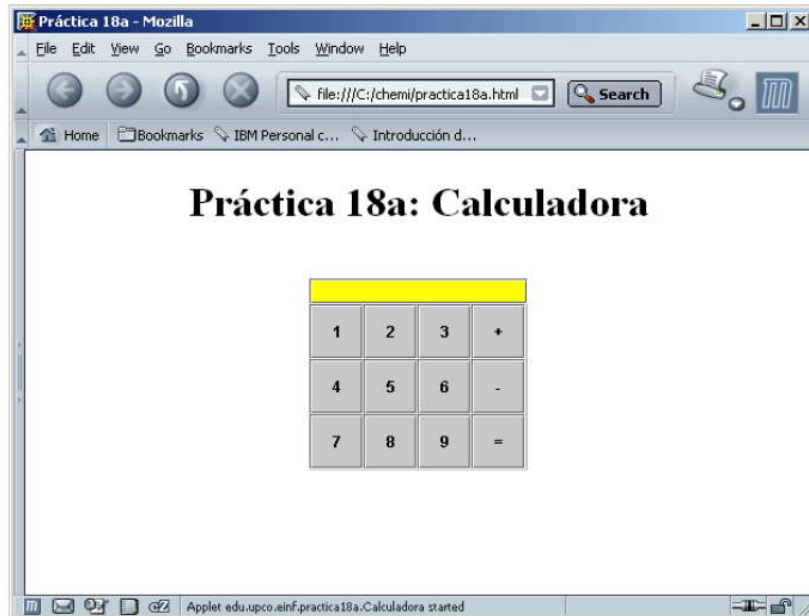 Práctica 18a - Mozilla
File Edit View Go Bookmarks Tools Window Help
file:///C:/chemi/practica18a.html Search
Home Bookmarks IBM Personal c... Introducción d...
Práctica 18a: Calculadora
1 2 3 +
4 5 6 -
7 8 9 =
Applet edu.upco.einf.practica18a.Calculadora started